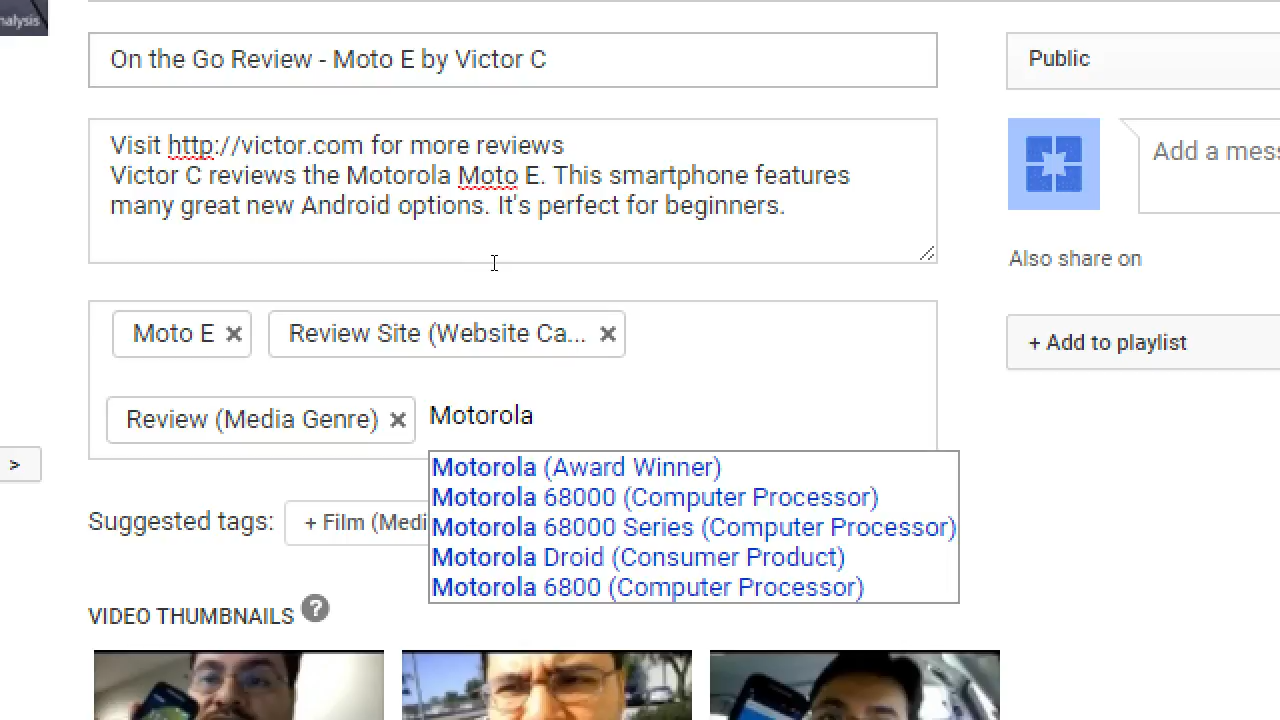 nalysis
On the Go Review - Moto E by Victor C
Public
Visit http://victor.com for more reviews
Victor C reviews the Motorola Moto E. This smartphone features
many great new Android options. It's perfect for beginners.
Add a mess
Also share on
Moto E
Review Site (Website Ca...
+ Add to playlist
Review (Media Genre) Motorola
>
Motorola (Award Winner)
Motorola 68000 (Computer Processor)
Motorola 68000 Series (Computer Processor)
Motorola Droid (Consumer Product)
Motorola 6800 (Computer Processor)
Suggested tags: + Film (Medi
VIDEO THUMBNAILS ?